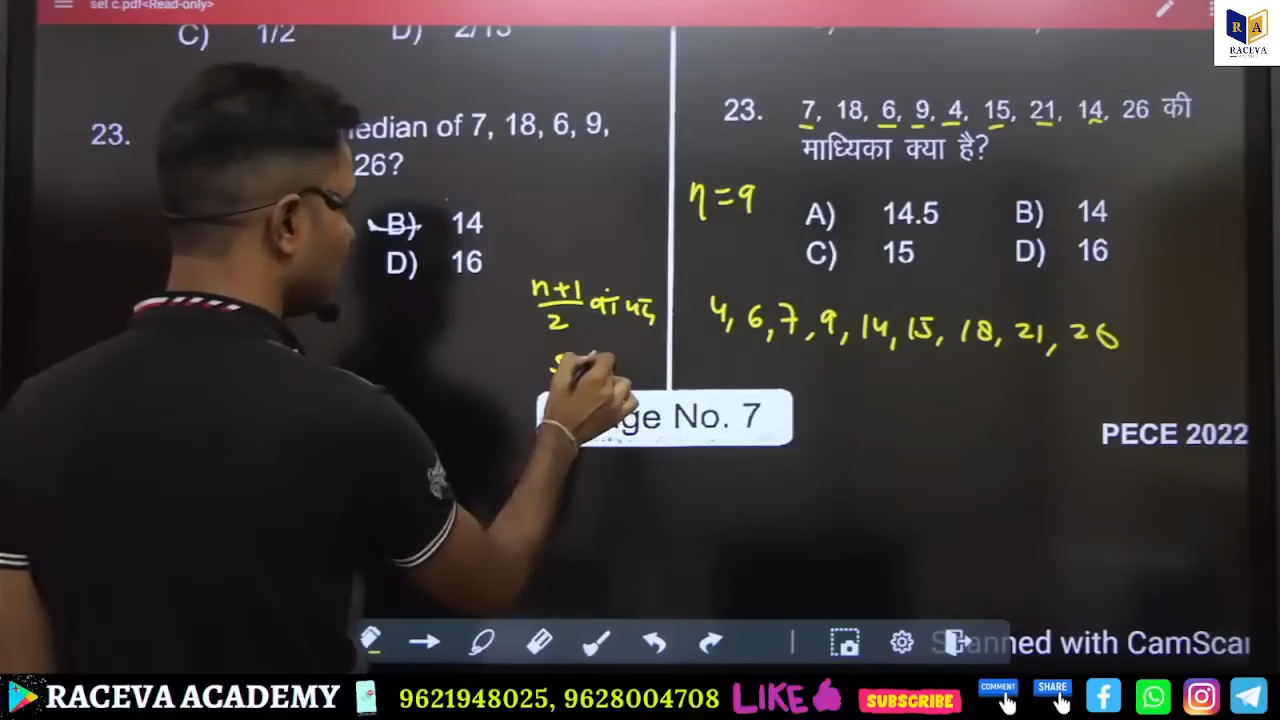 set c.pdf<Read-only>
RACEVA
C) 1/2 D) 2/15
23. edian of 7, 18, 6, 9,
26?
B) 14
D) 16
n+1
2
वां पद
23. 7, 18, 6, 9, 4, 15, 21, 14, 26 की
माध्यिका क्या है?
n = 9
A) 14.5 B) 14
C) 15 D) 16
4, 6, 7, 9, 14, 15, 18, 21, 26
ge No. 7
PECE 2022
nned with CamScan
RACEVA ACADEMY 9621948025, 9628004708 LIKE SUBSCRIBE COMMENT SHARE